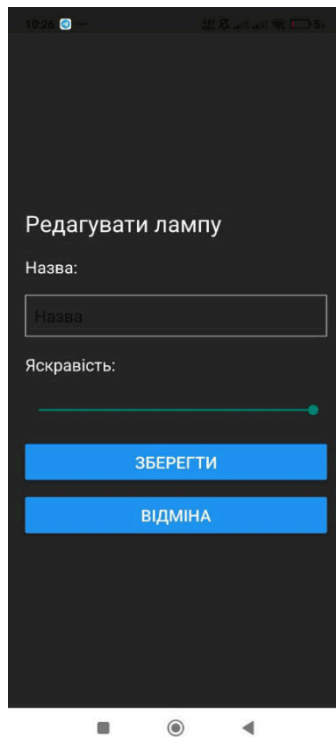 10:26
Редагувати лампу
Назва:
Назва
Яскравість:
ЗБЕРЕГТИ
ВІДМІНА